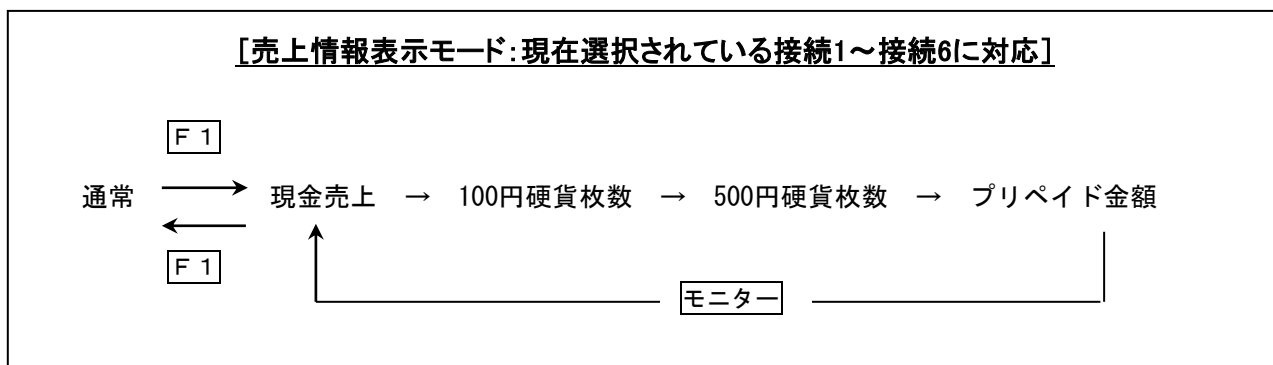 [売上情報表示モード：現在選択されている接続1～接続6に対応]
Ｆ１
通常 現金売上 → 100円硬貨枚数 → 500円硬貨枚数 → プリペイド金額
Ｆ１
モニター